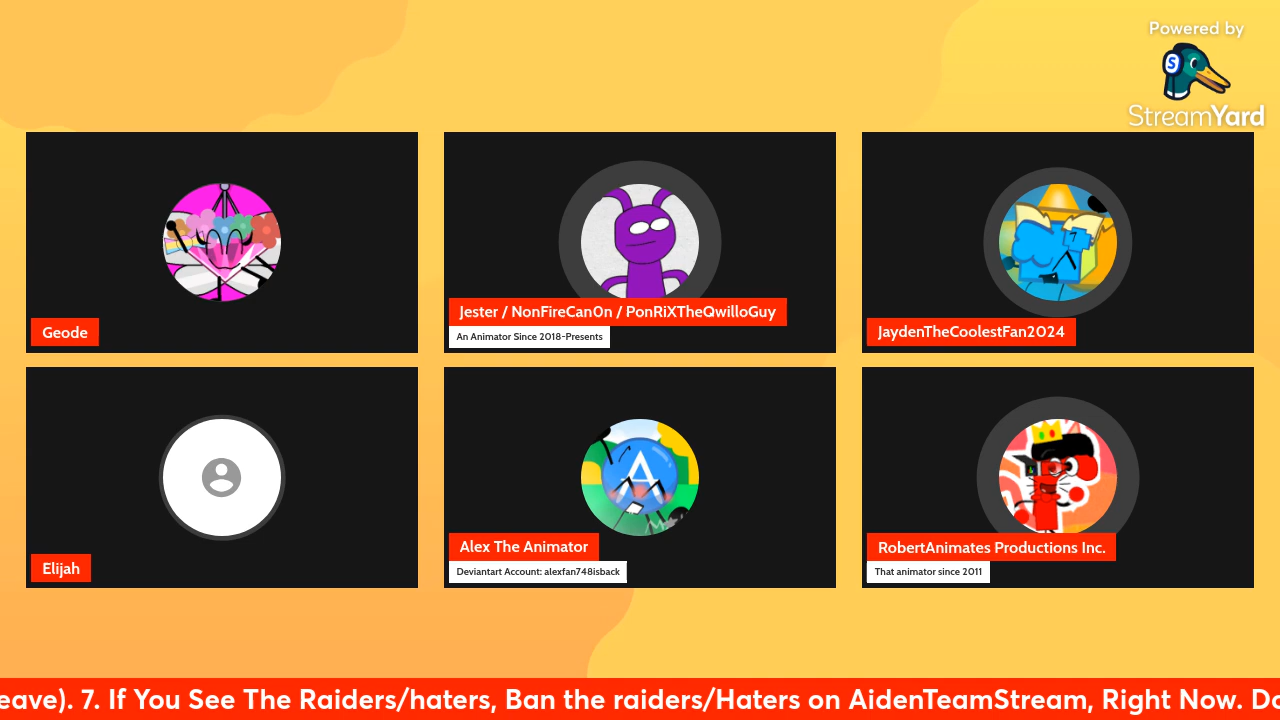 Powered by
StreamYard
Geode
Jester / NonFireCan0n / PonRiXTheQwilloGuy
An Animator Since 2018-Presents
JaydenTheCoolestFan2024
Elijah
Alex The Animator
Deviantart Account: alexfan748isback
RobertAnimates Productions Inc.
That animator since 2011
eave). 7. If You See The Raiders/haters, Ban the raiders/Haters on AidenTeamStream, Right Now. Do